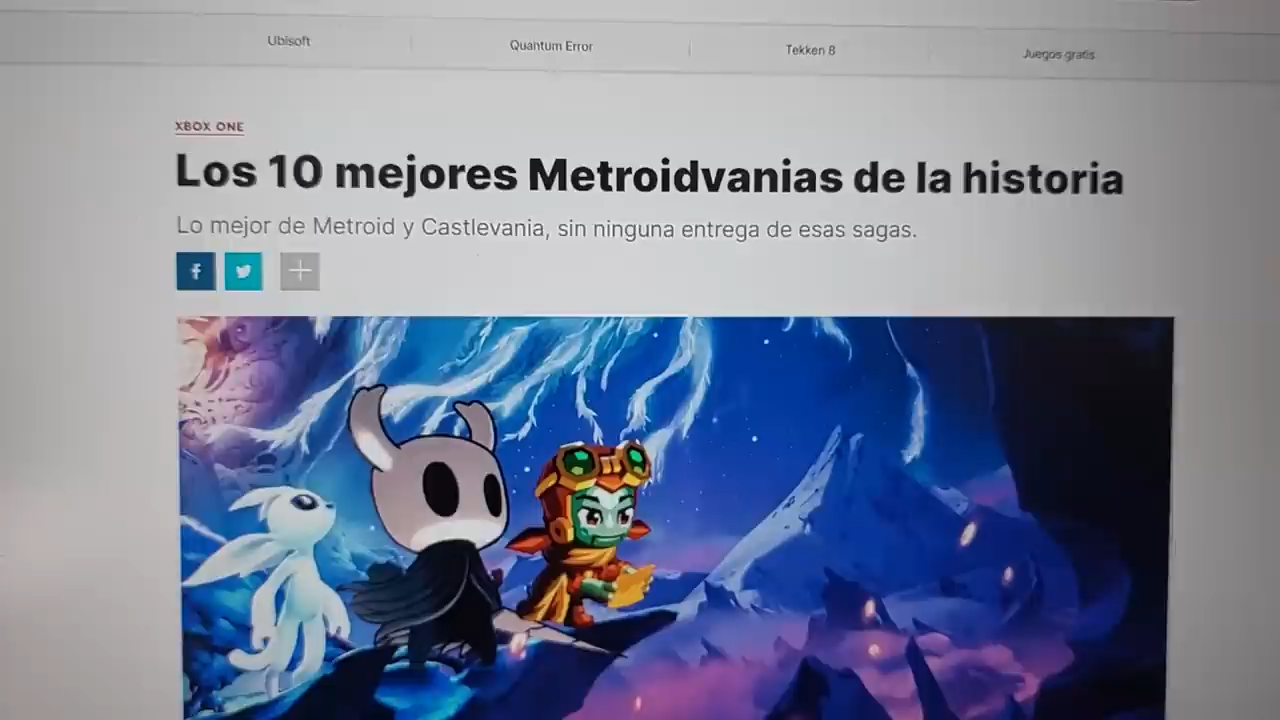 Ubisoft
Quantum Error
Tekken 8
Juegos gratis
XBOX ONE
Los 10 mejores Metroidvanias de la historia
Lo mejor de Metroid y Castlevania, sin ninguna entrega de esas sagas.